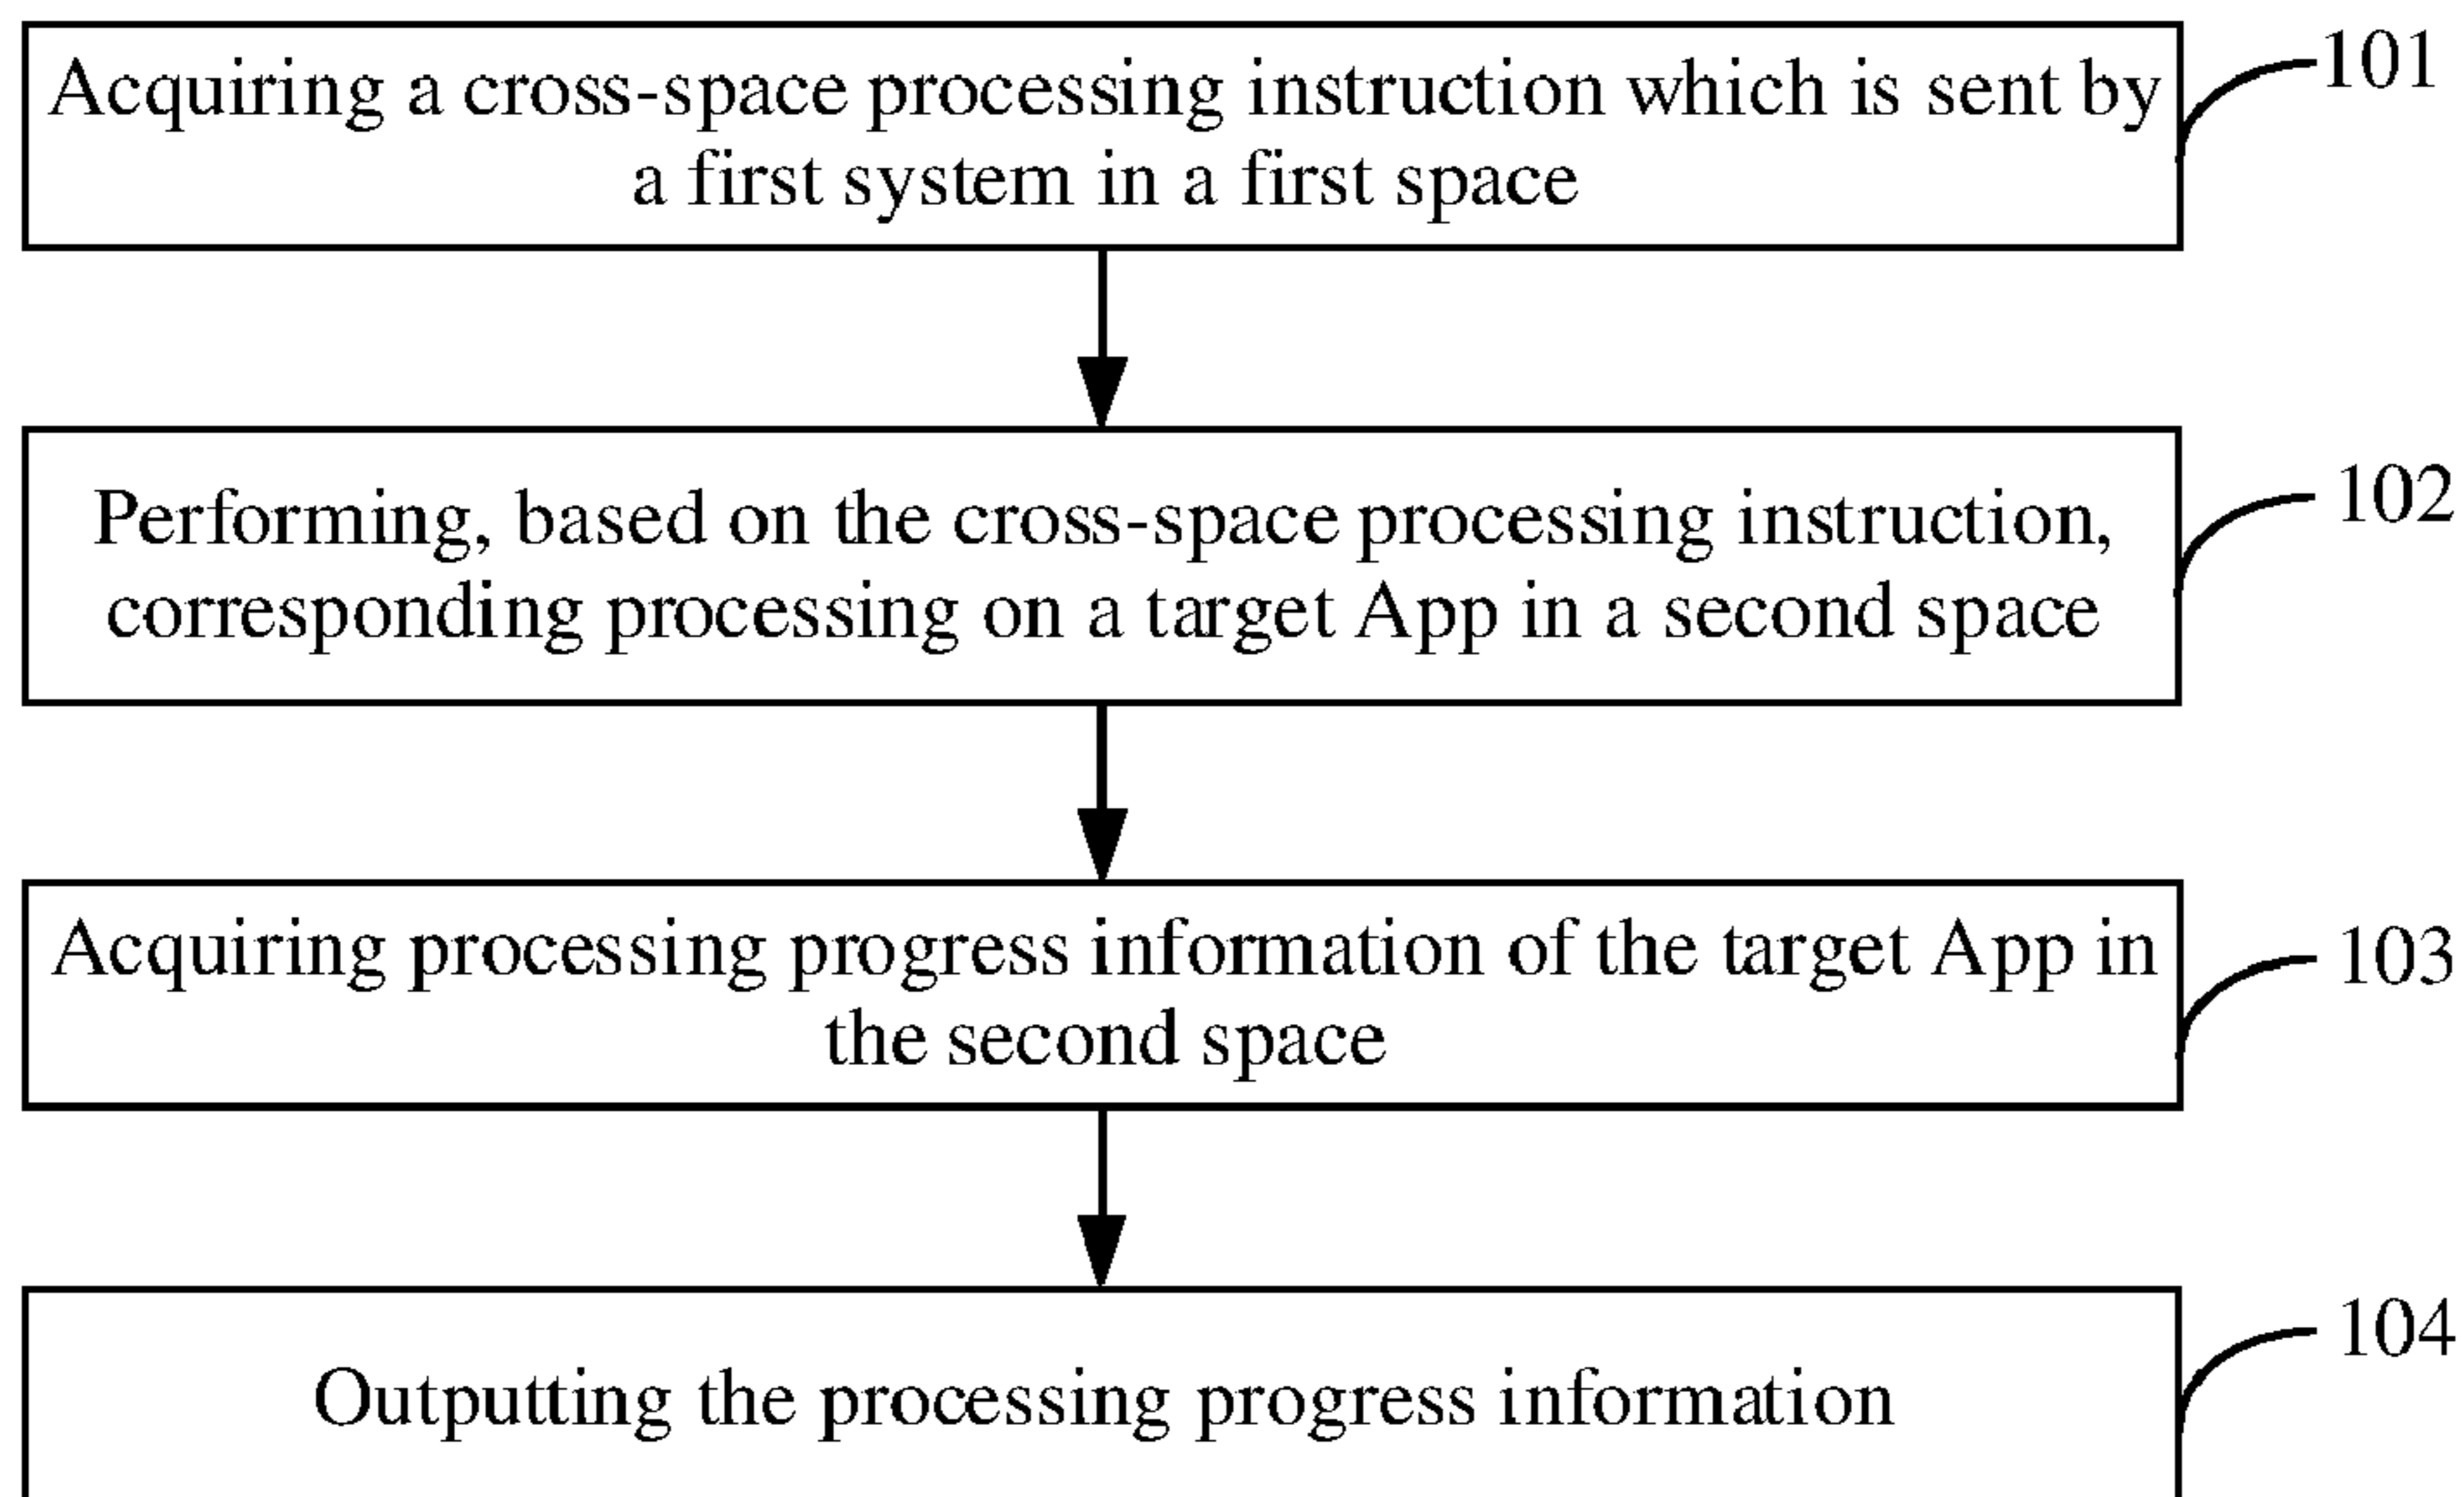 Acquiring a cross-space processing instruction which is sent by
a first system in a first space
101
Performing, based on the cross-space processing instruction,
corresponding processing on a target App in a second space
102
Acquiring processing progress information of the target App in
the second space
103
Outputting the processing progress information
104